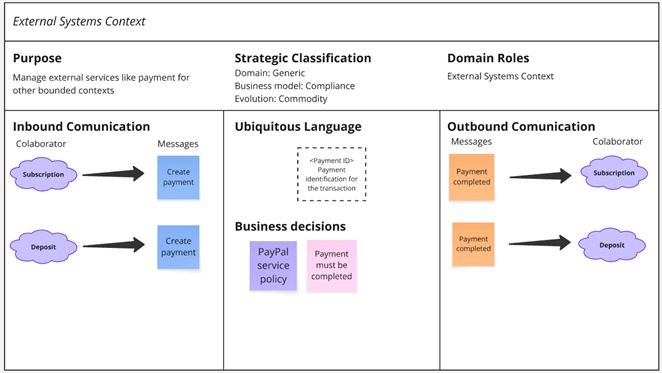 External Systems Context
Purpose
Manage external services like payment for
other bounded contexts
Strategic Classification
Domain: Generic
Business model: Compliance
Evolution: Commodity
Domain Roles
External Systems Context
Inbound Comunication
Colaborator
Messages
Subscription
Create
payment
Deposit
Create
payment
Ubiquitous Language
<Payment ID>
Payment
identification for
the transaction
Business decisions
PayPal
service
policy
Payment
must be
completed
Outbound Comunication
Messages
Colaborator
Payment
completed
Subscription
Payment
completed
Deposit